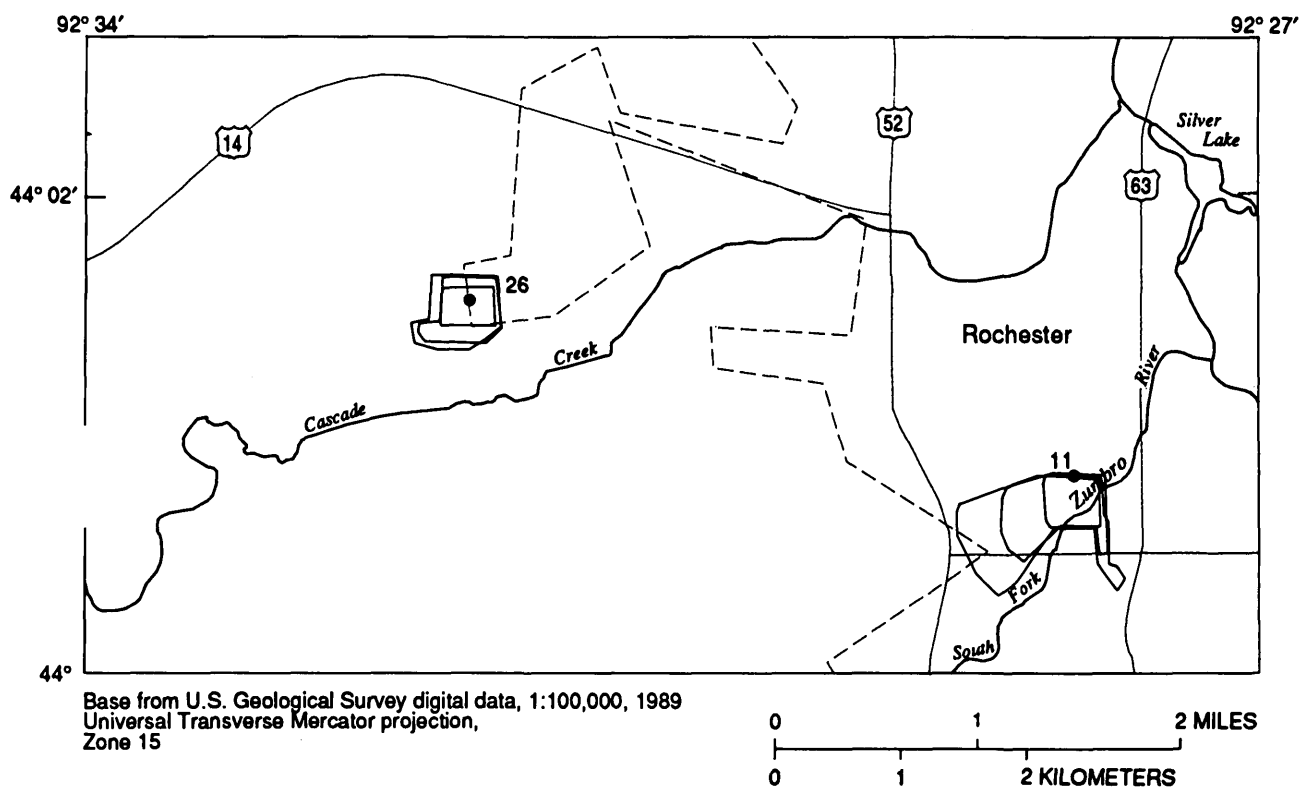 92° 34′
92° 27′
14
52
Silver
Lake
63
44° 02′
26
Rochester
Creek
River
Cascade
11
Zumbro
Fork
South
44°
Base from U.S. Geological Survey digital data, 1:100,000, 1989
Universal Transverse Mercator projection,
Zone 15
0 1 2 MILES
0 1 2 KILOMETERS